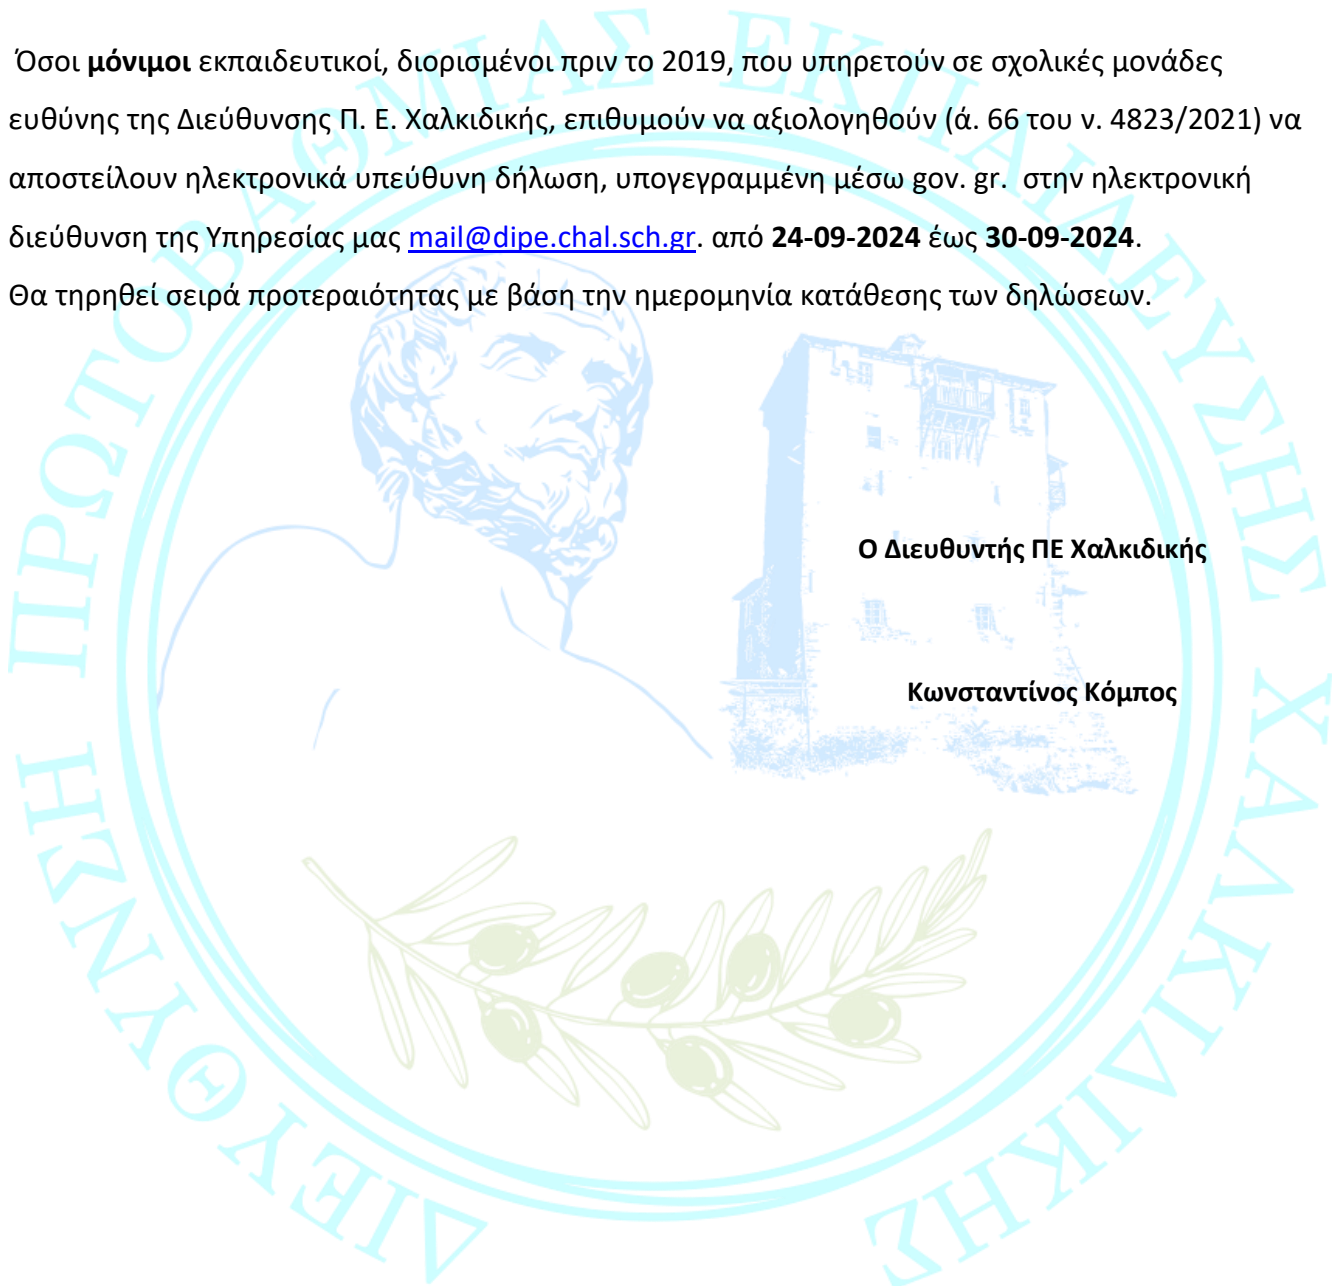 Όσοι μόνιμοι εκπαιδευτικοί, διορισμένοι πριν το 2019, που υπηρετούν σε σχολικές μονάδες
ευθύνης της Διεύθυνσης Π. Ε. Χαλκιδικής, επιθυμούν να αξιολογηθούν (ά. 66 του ν. 4823/2021) να
αποστείλουν ηλεκτρονικά υπεύθυνη δήλωση, υπογεγραμμένη μέσω gov. gr. στην ηλεκτρονική
διεύθυνση της Υπηρεσίας μας mail@dipe.chal.sch.gr. από 24-09-2024 έως 30-09-2024.
Θα τηρηθεί σειρά προτεραιότητας με βάση την ημερομηνία κατάθεσης των δηλώσεων.
Ο Διευθυντής ΠΕ Χαλκιδικής
Κωνσταντίνος Κόμπος
ΔΙΕΥΘΥΝΣΗ ΠΡΩΤΟΒΑΘΜΙΑΣ ΕΚΠΑΙΔΕΥΣΗΣ ΧΑΛΚΙΔΙΚΗΣ